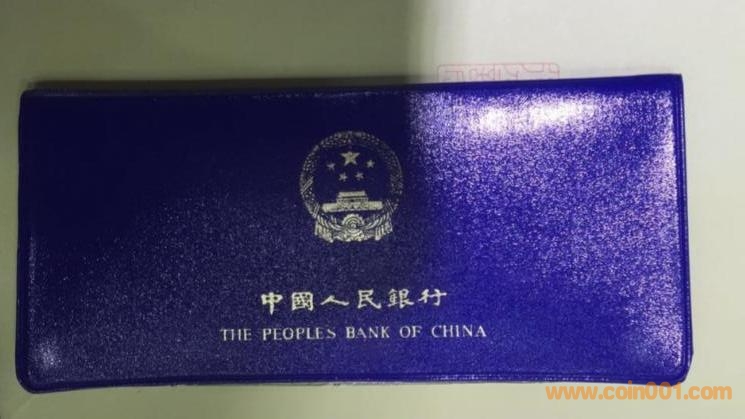 中國人民銀行
THE PEOPLES BANK OF CHINA
www.coin001.com